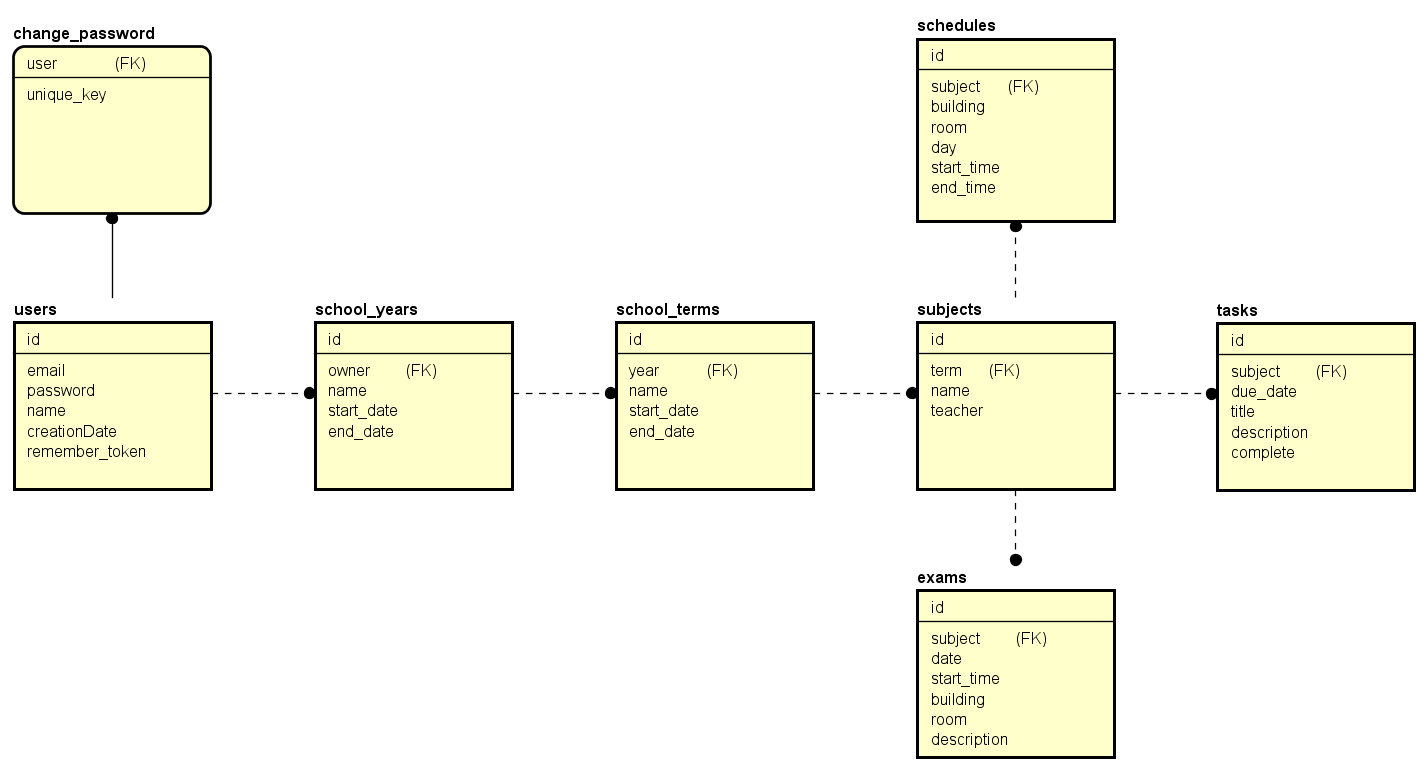 change_password
user (FK)
unique_key
schedules
id
subject (FK)
building
room
day
start_time
end_time
users
id
email
password
name
creationDate
remember_token
school_years
id
owner (FK)
name
start_date
end_date
school_terms
id
year (FK)
name
start_date
end_date
subjects
id
term (FK)
name
teacher
tasks
id
subject (FK)
due_date
title
description
complete
exams
id
subject (FK)
date
start_time
building
room
description